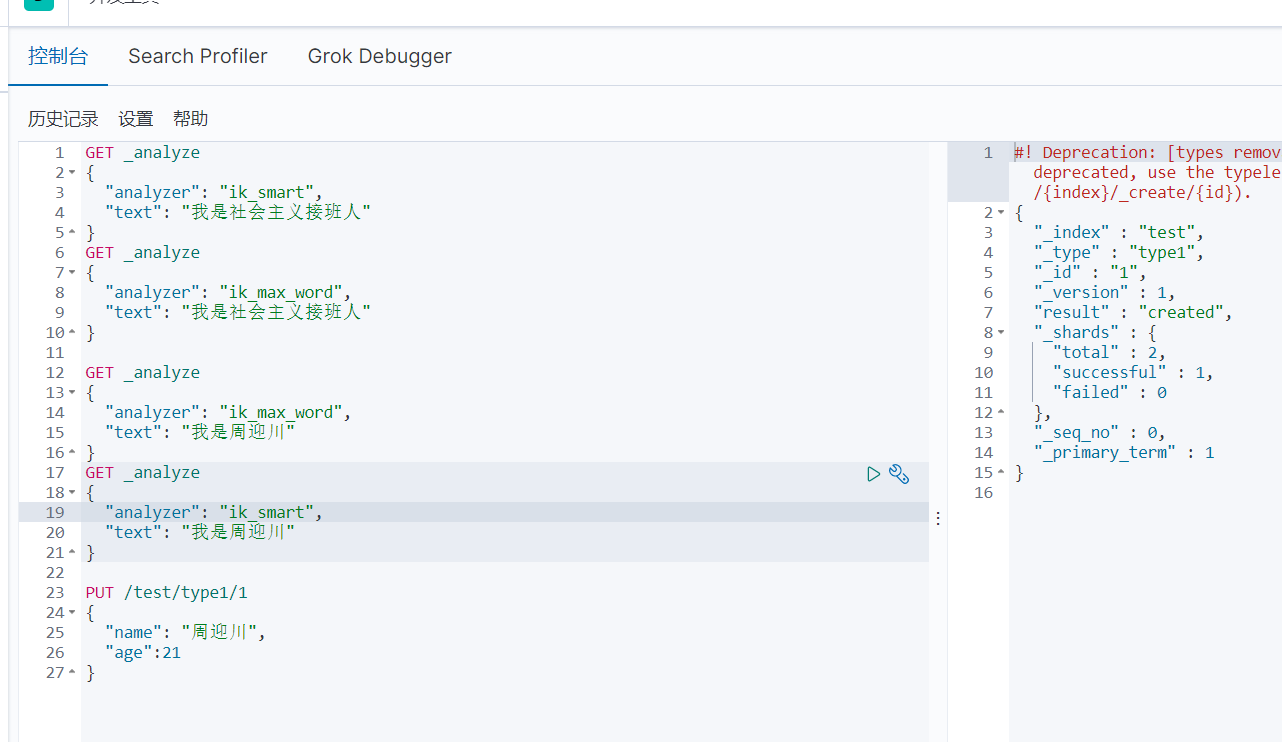 控制台 Search Profiler Grok Debugger
历史记录 设置 帮助
1 GET _analyze
2 {
3 "analyzer": "ik_smart",
4 "text": "我是社会主义接班人"
5 }
6 GET _analyze
7 {
8 "analyzer": "ik_max_word",
9 "text": "我是社会主义接班人"
10 }
11
12 GET _analyze
13 {
14 "analyzer": "ik_max_word",
15 "text": "我是周迎川"
16 }
17 GET _analyze
18 {
19 "analyzer": "ik_smart",
20 "text": "我是周迎川"
21 }
22
23 PUT /test/type1/1
24 {
25 "name": "周迎川",
26 "age":21
27 }
1 #! Deprecation: [types remov
deprecated, use the typele
/{index}/_create/{id}).
2 {
3 "_index" : "test",
4 "_type" : "type1",
5 "_id" : "1",
6 "_version" : 1,
7 "result" : "created",
8 "_shards" : {
9 "total" : 2,
10 "successful" : 1,
11 "failed" : 0
12 },
13 "_seq_no" : 0,
14 "_primary_term" : 1
15 }
16